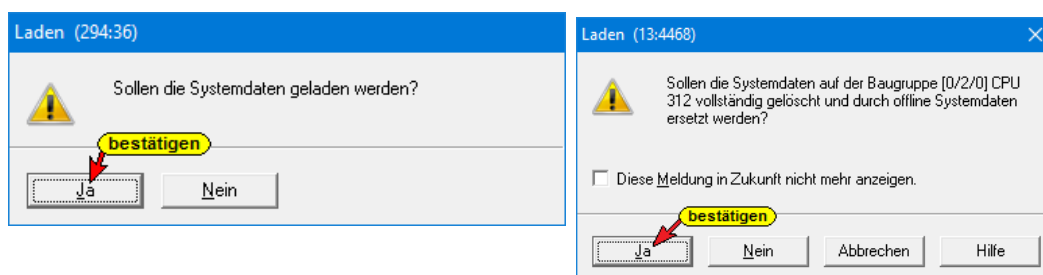 Laden (294:36)
Sollen die Systemdaten geladen werden?
bestätigen
Ja
Nein
Laden (13:4468)
Sollen die Systemdaten auf der Baugruppe [0/2/0] CPU
312 vollständig gelöscht und durch offline Systemdaten
ersetzt werden?
Diese Meldung in Zukunft nicht mehr anzeigen.
bestätigen
Ja
Nein
Abbrechen
Hilfe